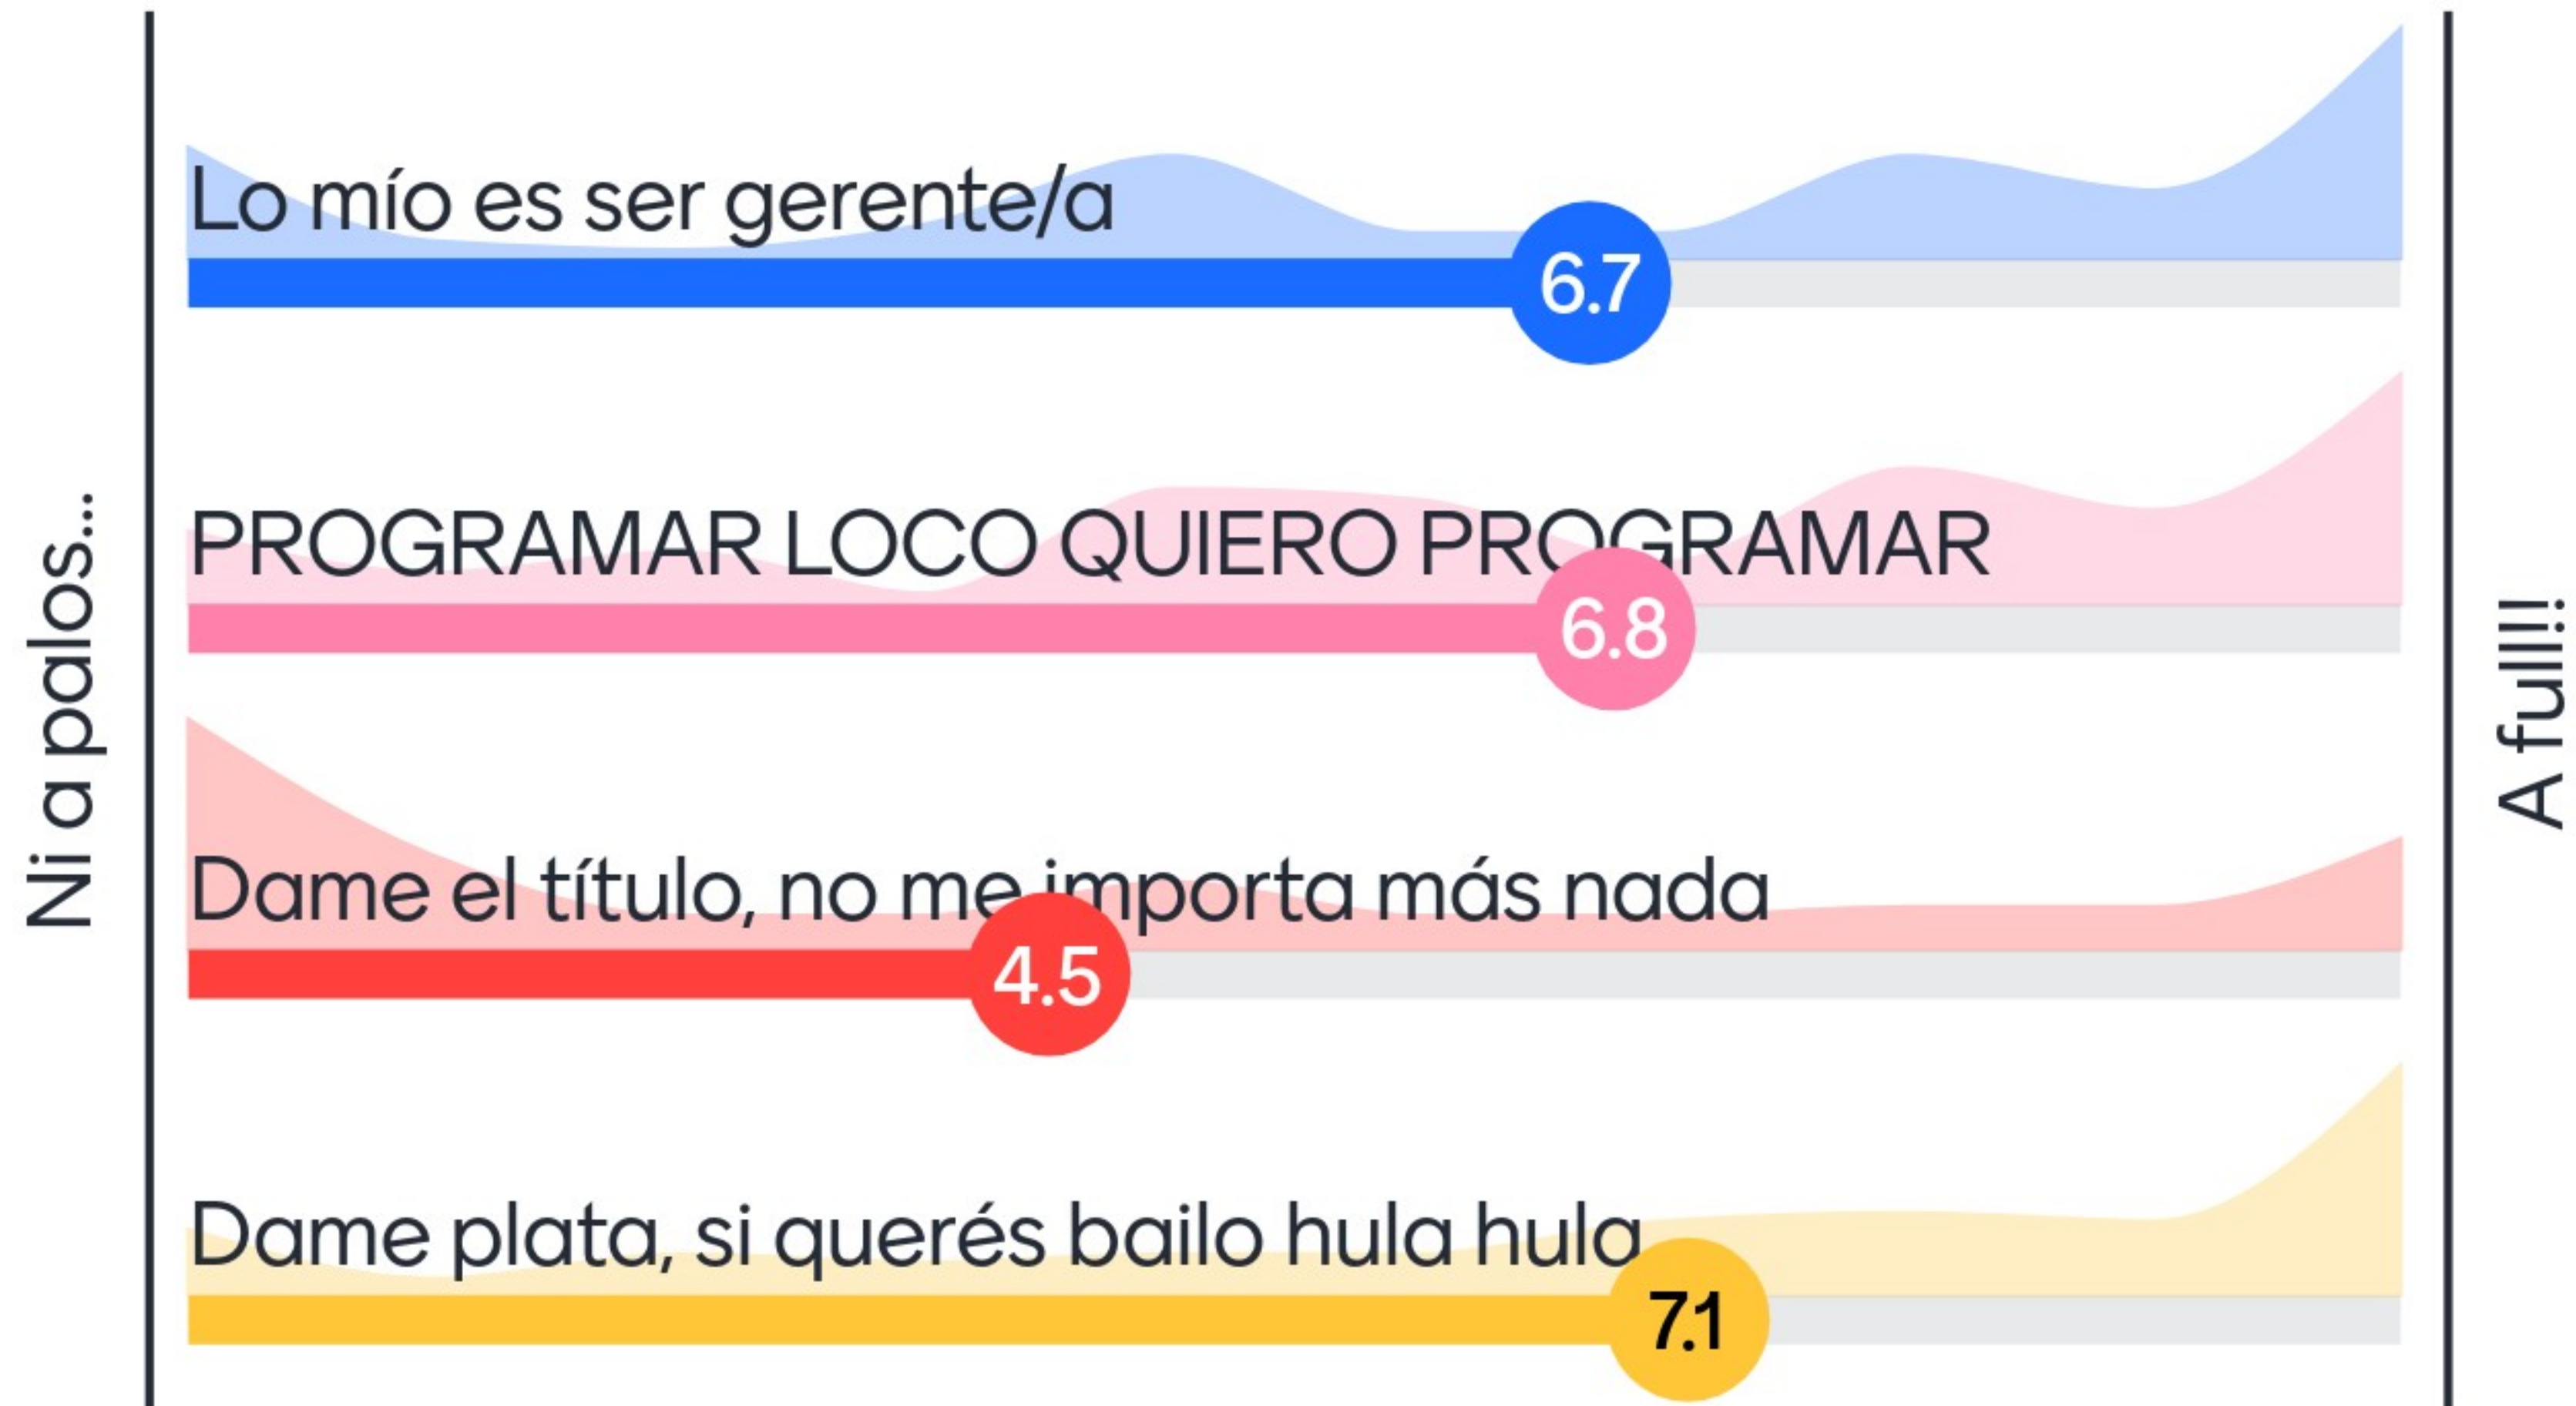 Ni a palos...
Lo mío es ser gerente/a
6.7
PROGRAMAR LOCO QUIERO PROGRAMAR
6.8
Dame el título, no me importa más nada
4.5
Dame plata, si querés bailo hula hula
7.1
A full!!